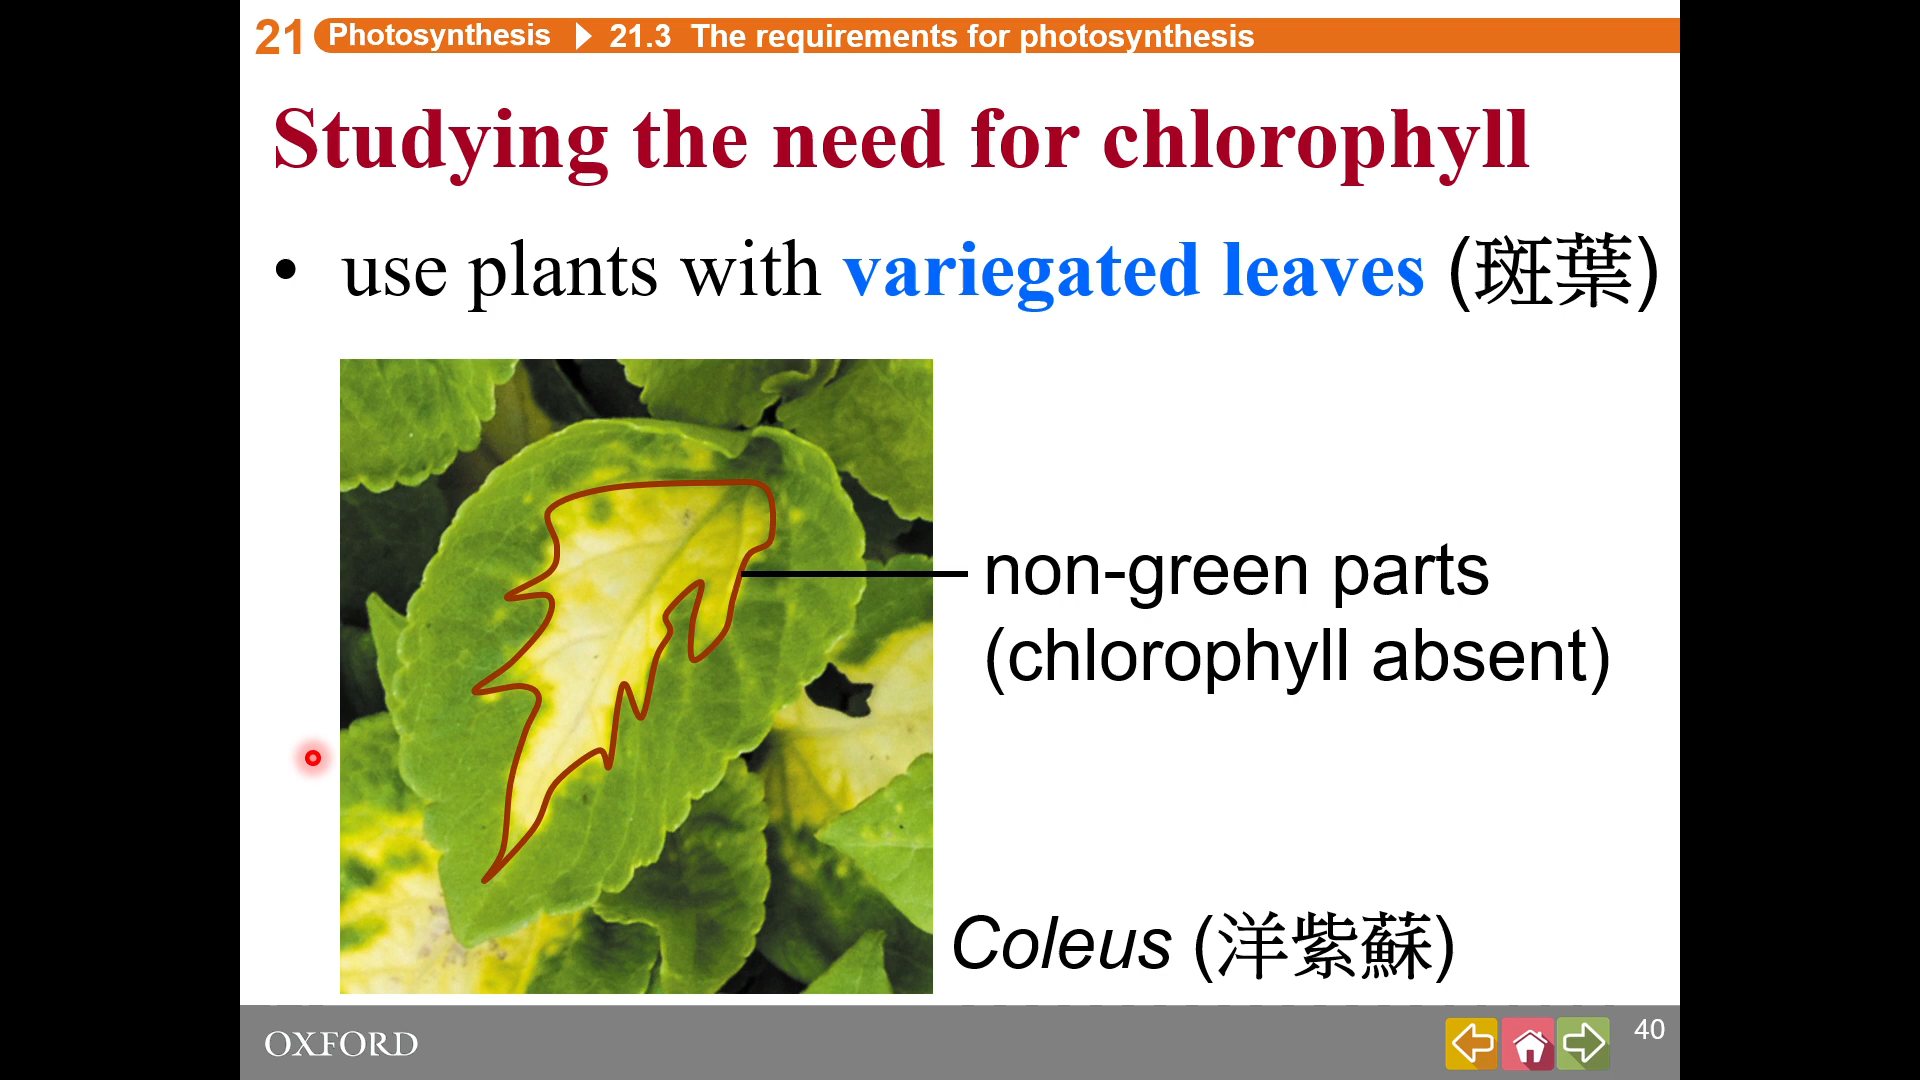 21 Photosynthesis 21.3 The requirements for photosynthesis
Studying the need for chlorophyll
• use plants with variegated leaves (斑葉)
non-green parts
(chlorophyll absent)
Coleus (洋紫蘇)
OXFORD
40